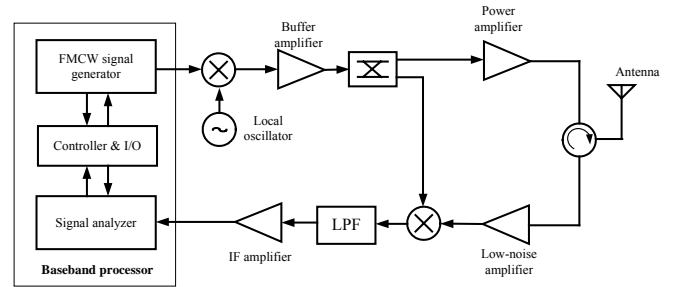 FMCW signal
generator
Controller & I/O
Signal analyzer
Baseband processor
Local
oscillator
Buffer
amplifier
Power
amplifier
Antenna
Low-noise
amplifier
LPF
IF amplifier